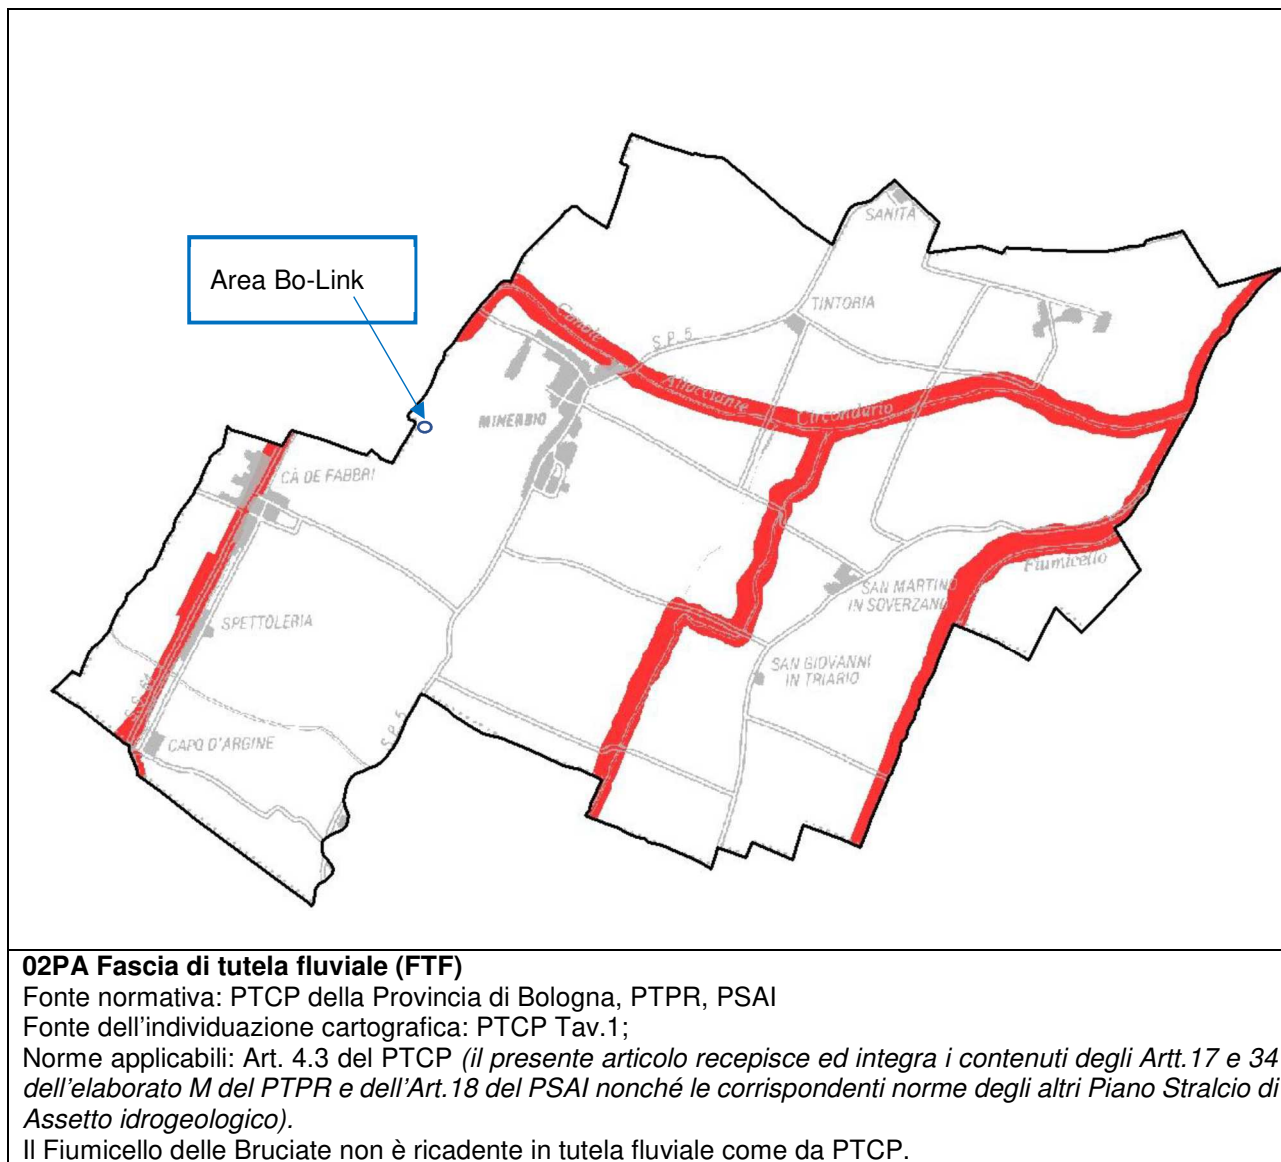 SANITÀ
Area Bo-Link
TINTORIA
Canale
S.P. 5
Allacciante
Circondario
MINERBIO
CÀ DE FABBRI
Fiumicello
SAN MARTINO
IN SOVERZANO
SPETTOLERIA
SAN GIOVANNI
IN TRIARIO
S.S. 64
S.P. 5
CAPO D'ARGINE
02PA Fascia di tutela fluviale (FTF)
Fonte normativa: PTCP della Provincia di Bologna, PTPR, PSAI
Fonte dell'individuazione cartografica: PTCP Tav.1;
Norme applicabili: Art. 4.3 del PTCP (il presente articolo recepisce ed integra i contenuti degli Artt.17 e 34
dell'elaborato M del PTPR e dell'Art.18 del PSAI nonché le corrispondenti norme degli altri Piano Stralcio di
Assetto idrogeologico).
Il Fiumicello delle Bruciate non è ricadente in tutela fluviale come da PTCP.